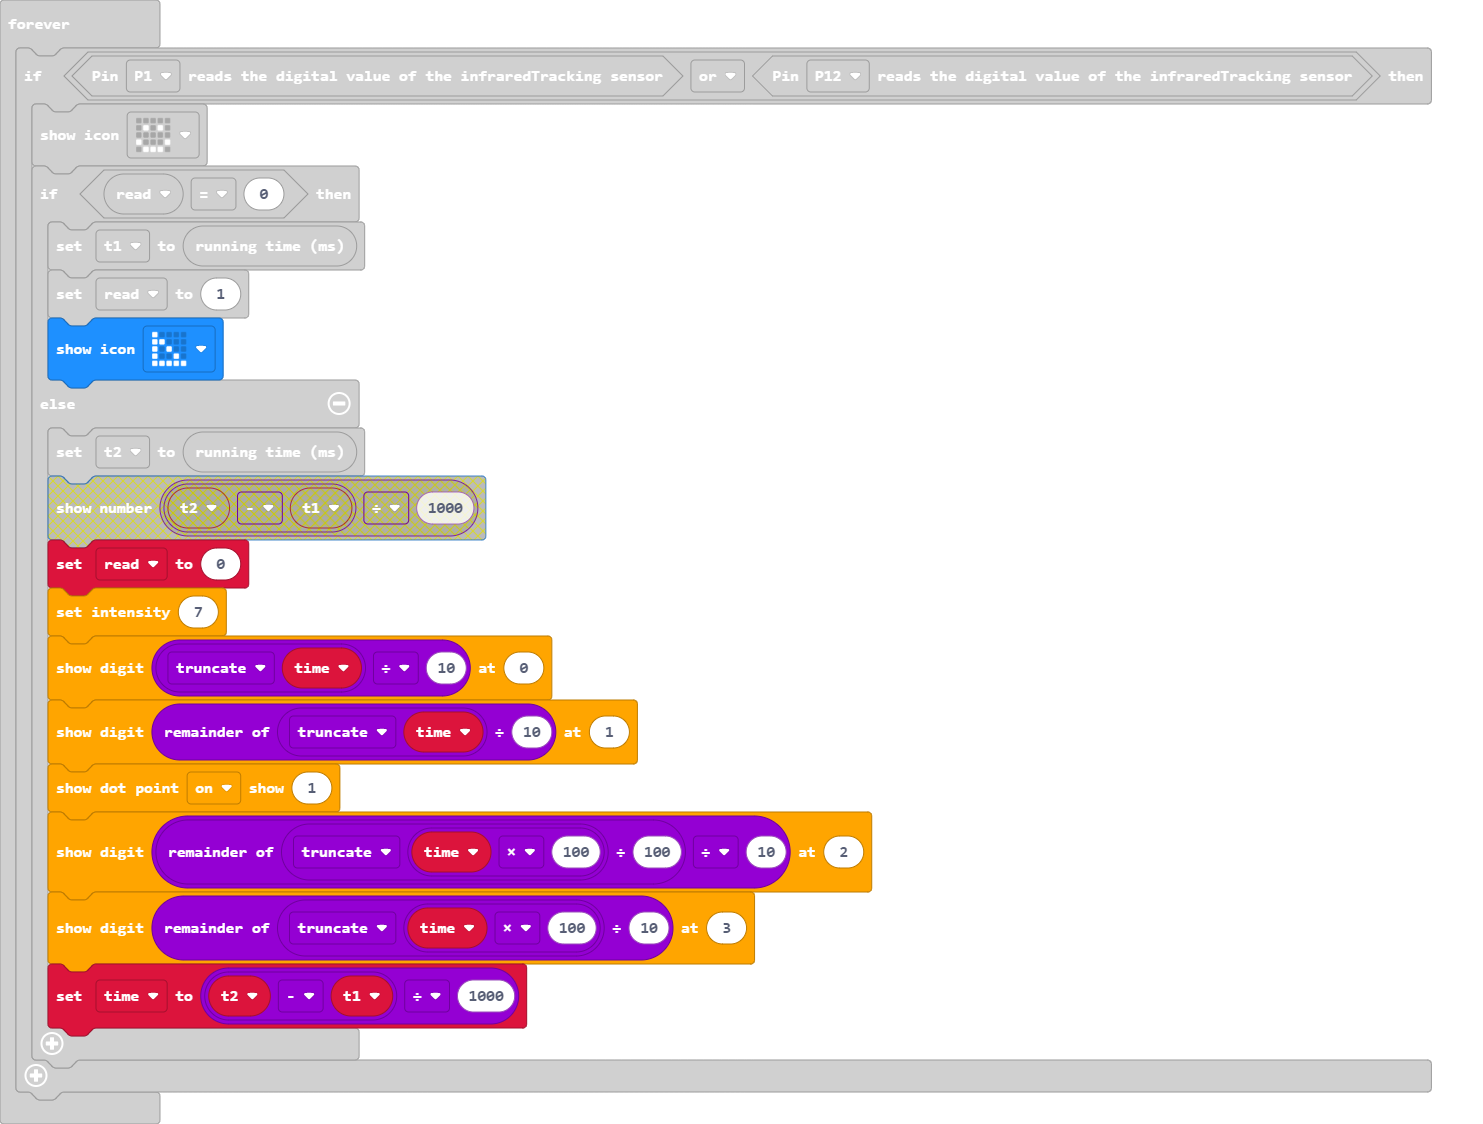 forever
if Pin P1 reads the digital value of the infraredTracking sensor or Pin P12 reads the digital value of the infraredTracking sensor then
show icon
if read = 0 then
set t1 to running time (ms)
set read to 1
show icon
else
set t2 to running time (ms)
show number t2 - t1 ÷ 1000
set read to 0
set intensity 7
show digit truncate time ÷ 10 at 0
show digit remainder of truncate time ÷ 10 at 1
show dot point on show 1
show digit remainder of truncate time × 100 ÷ 100 ÷ 10 at 2
show digit remainder of truncate time × 100 ÷ 10 at 3
set time to t2 - t1 ÷ 1000